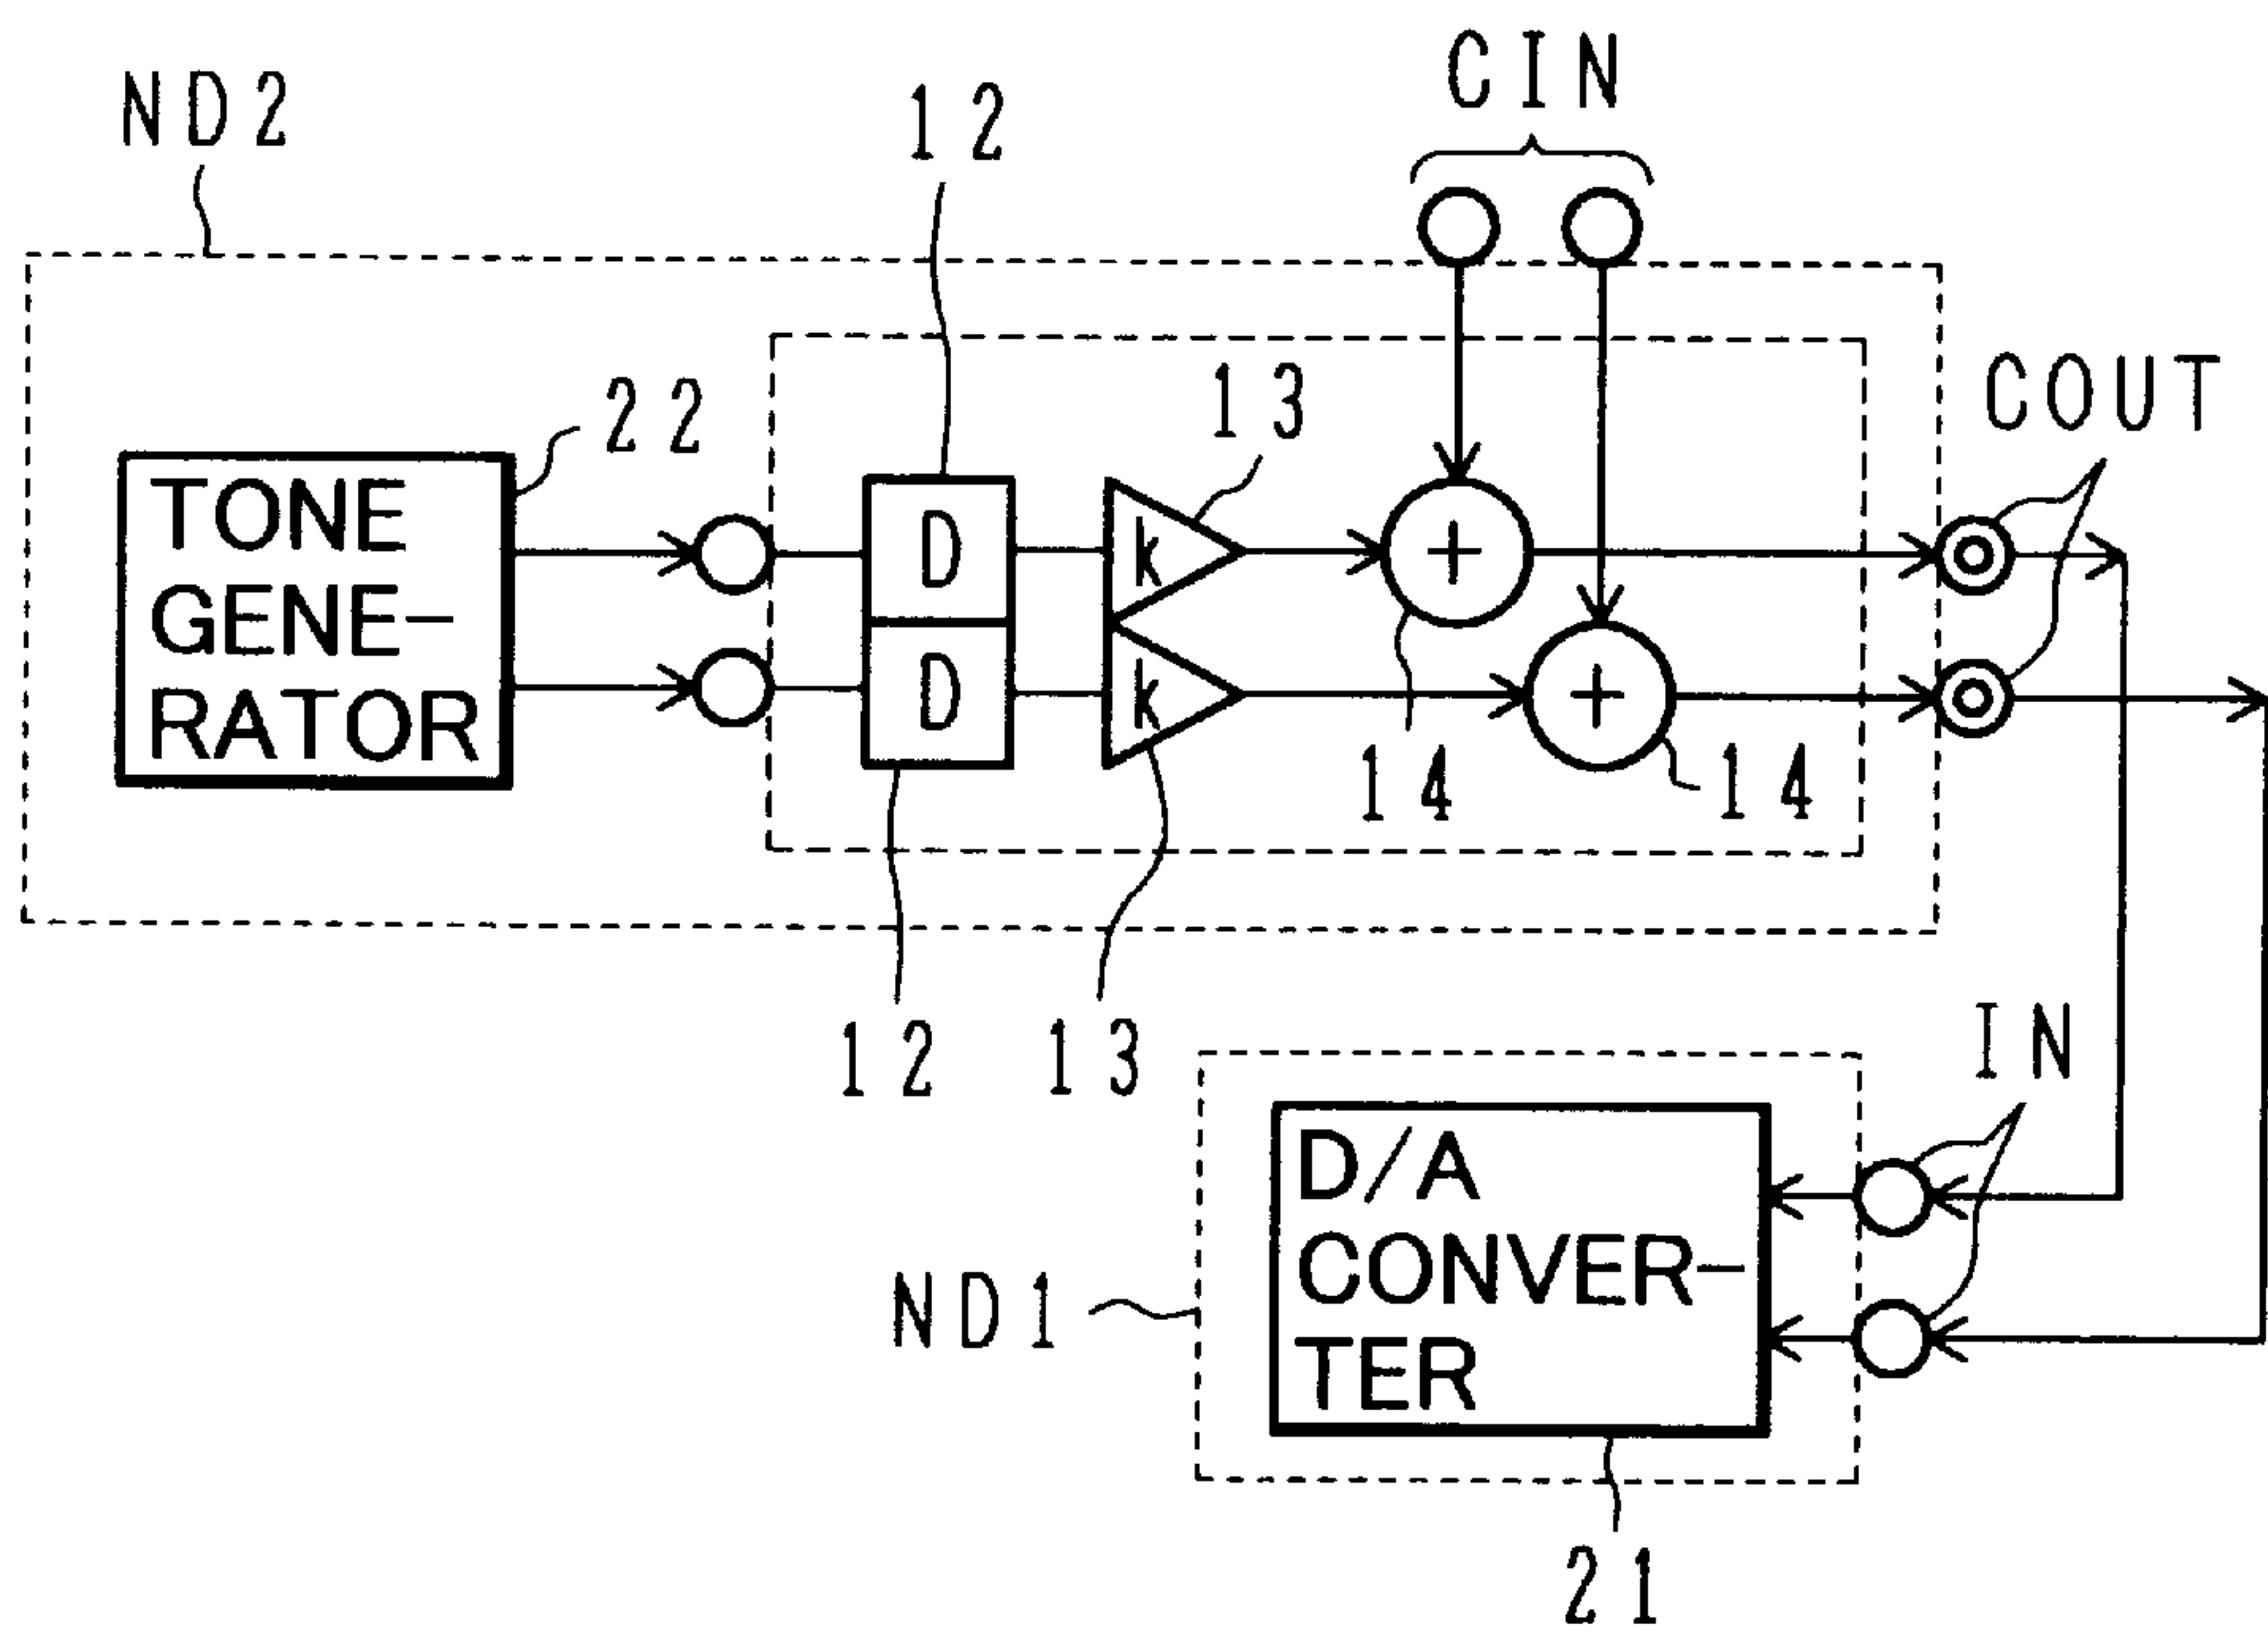 CIN
ND2
12
22
13
COUT
TONE
GENE-
RATOR
D
k
+
D
k
+
14
14
12
13
IN
D/A
CONVER-
TER
ND1
21